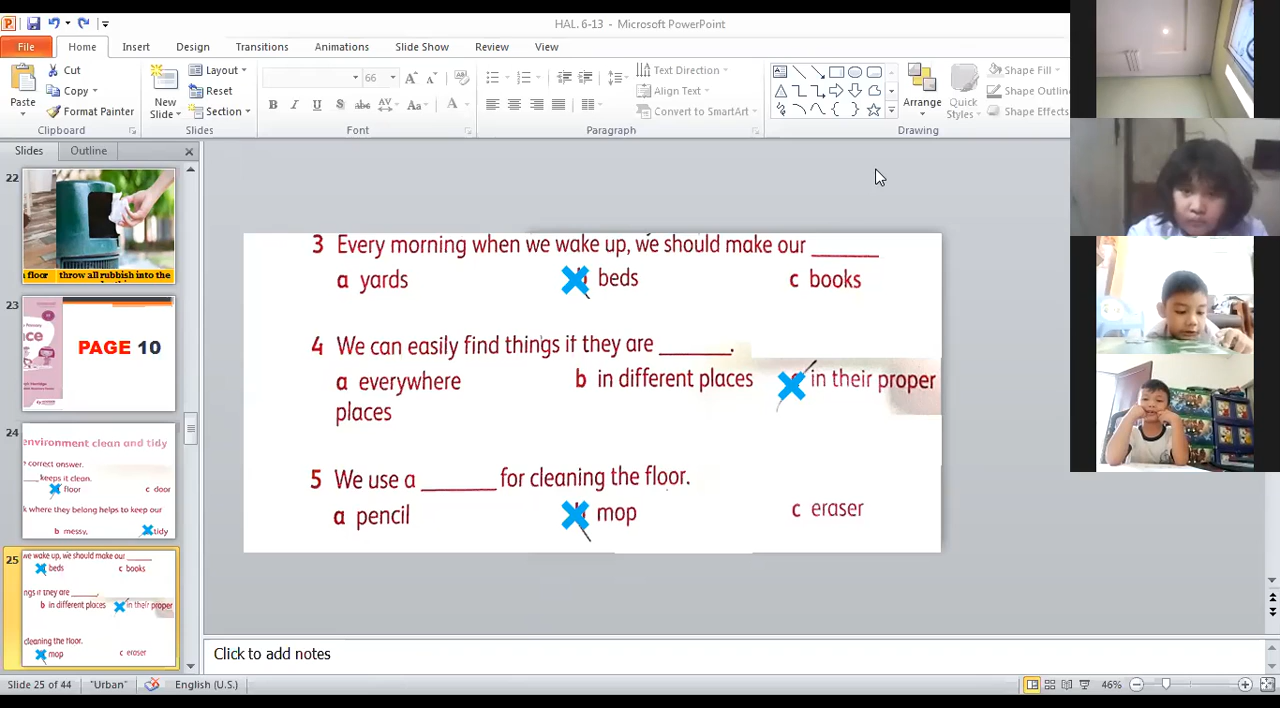 HAL. 6-13 - Microsoft PowerPoint
File Home Insert Design Transitions Animations Slide Show Review View
Paste
Cut
Copy
Format Painter
Clipboard
New Slide
Layout
Reset
Section
Slides
66
B I U S abc AV Aa A
Font
Text Direction
Align Text
Convert to SmartArt
Paragraph
Arrange
Quick Styles
Shape Fill
Shape Outline
Shape Effects
Drawing
Slides Outline
22
floor throw all rubbish into the
23
PAGE 10
24
environment clean and tidy
correct answer.
keeps it clean.
floor c door
where they belong helps to keep our
b messy, tidy
25
we wake up, we should make our ______
beds c books
ngs if they are ______,
b in different places in their proper
cleaning the floor.
mop c eraser
3 Every morning when we wake up, we should make our ______
a yards b beds c books
4 We can easily find things if they are ______.
a everywhere b in different places c in their proper
places
5 We use a ______ for cleaning the floor.
a pencil b mop c eraser
Click to add notes
Slide 25 of 44 "Urban" English (U.S.) 46%